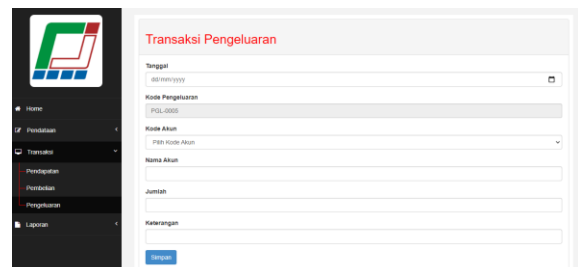 Home
Pendataan
Transaksi
Pendapatan
Pembelian
Pengeluaran
Laporan
Transaksi Pengeluaran
Tanggal
dd/mm/yyyy
Kode Pengeluaran
PGL-0005
Kode Akun
Pilih Kode Akun
Nama Akun
Jumlah
Keterangan
Simpan